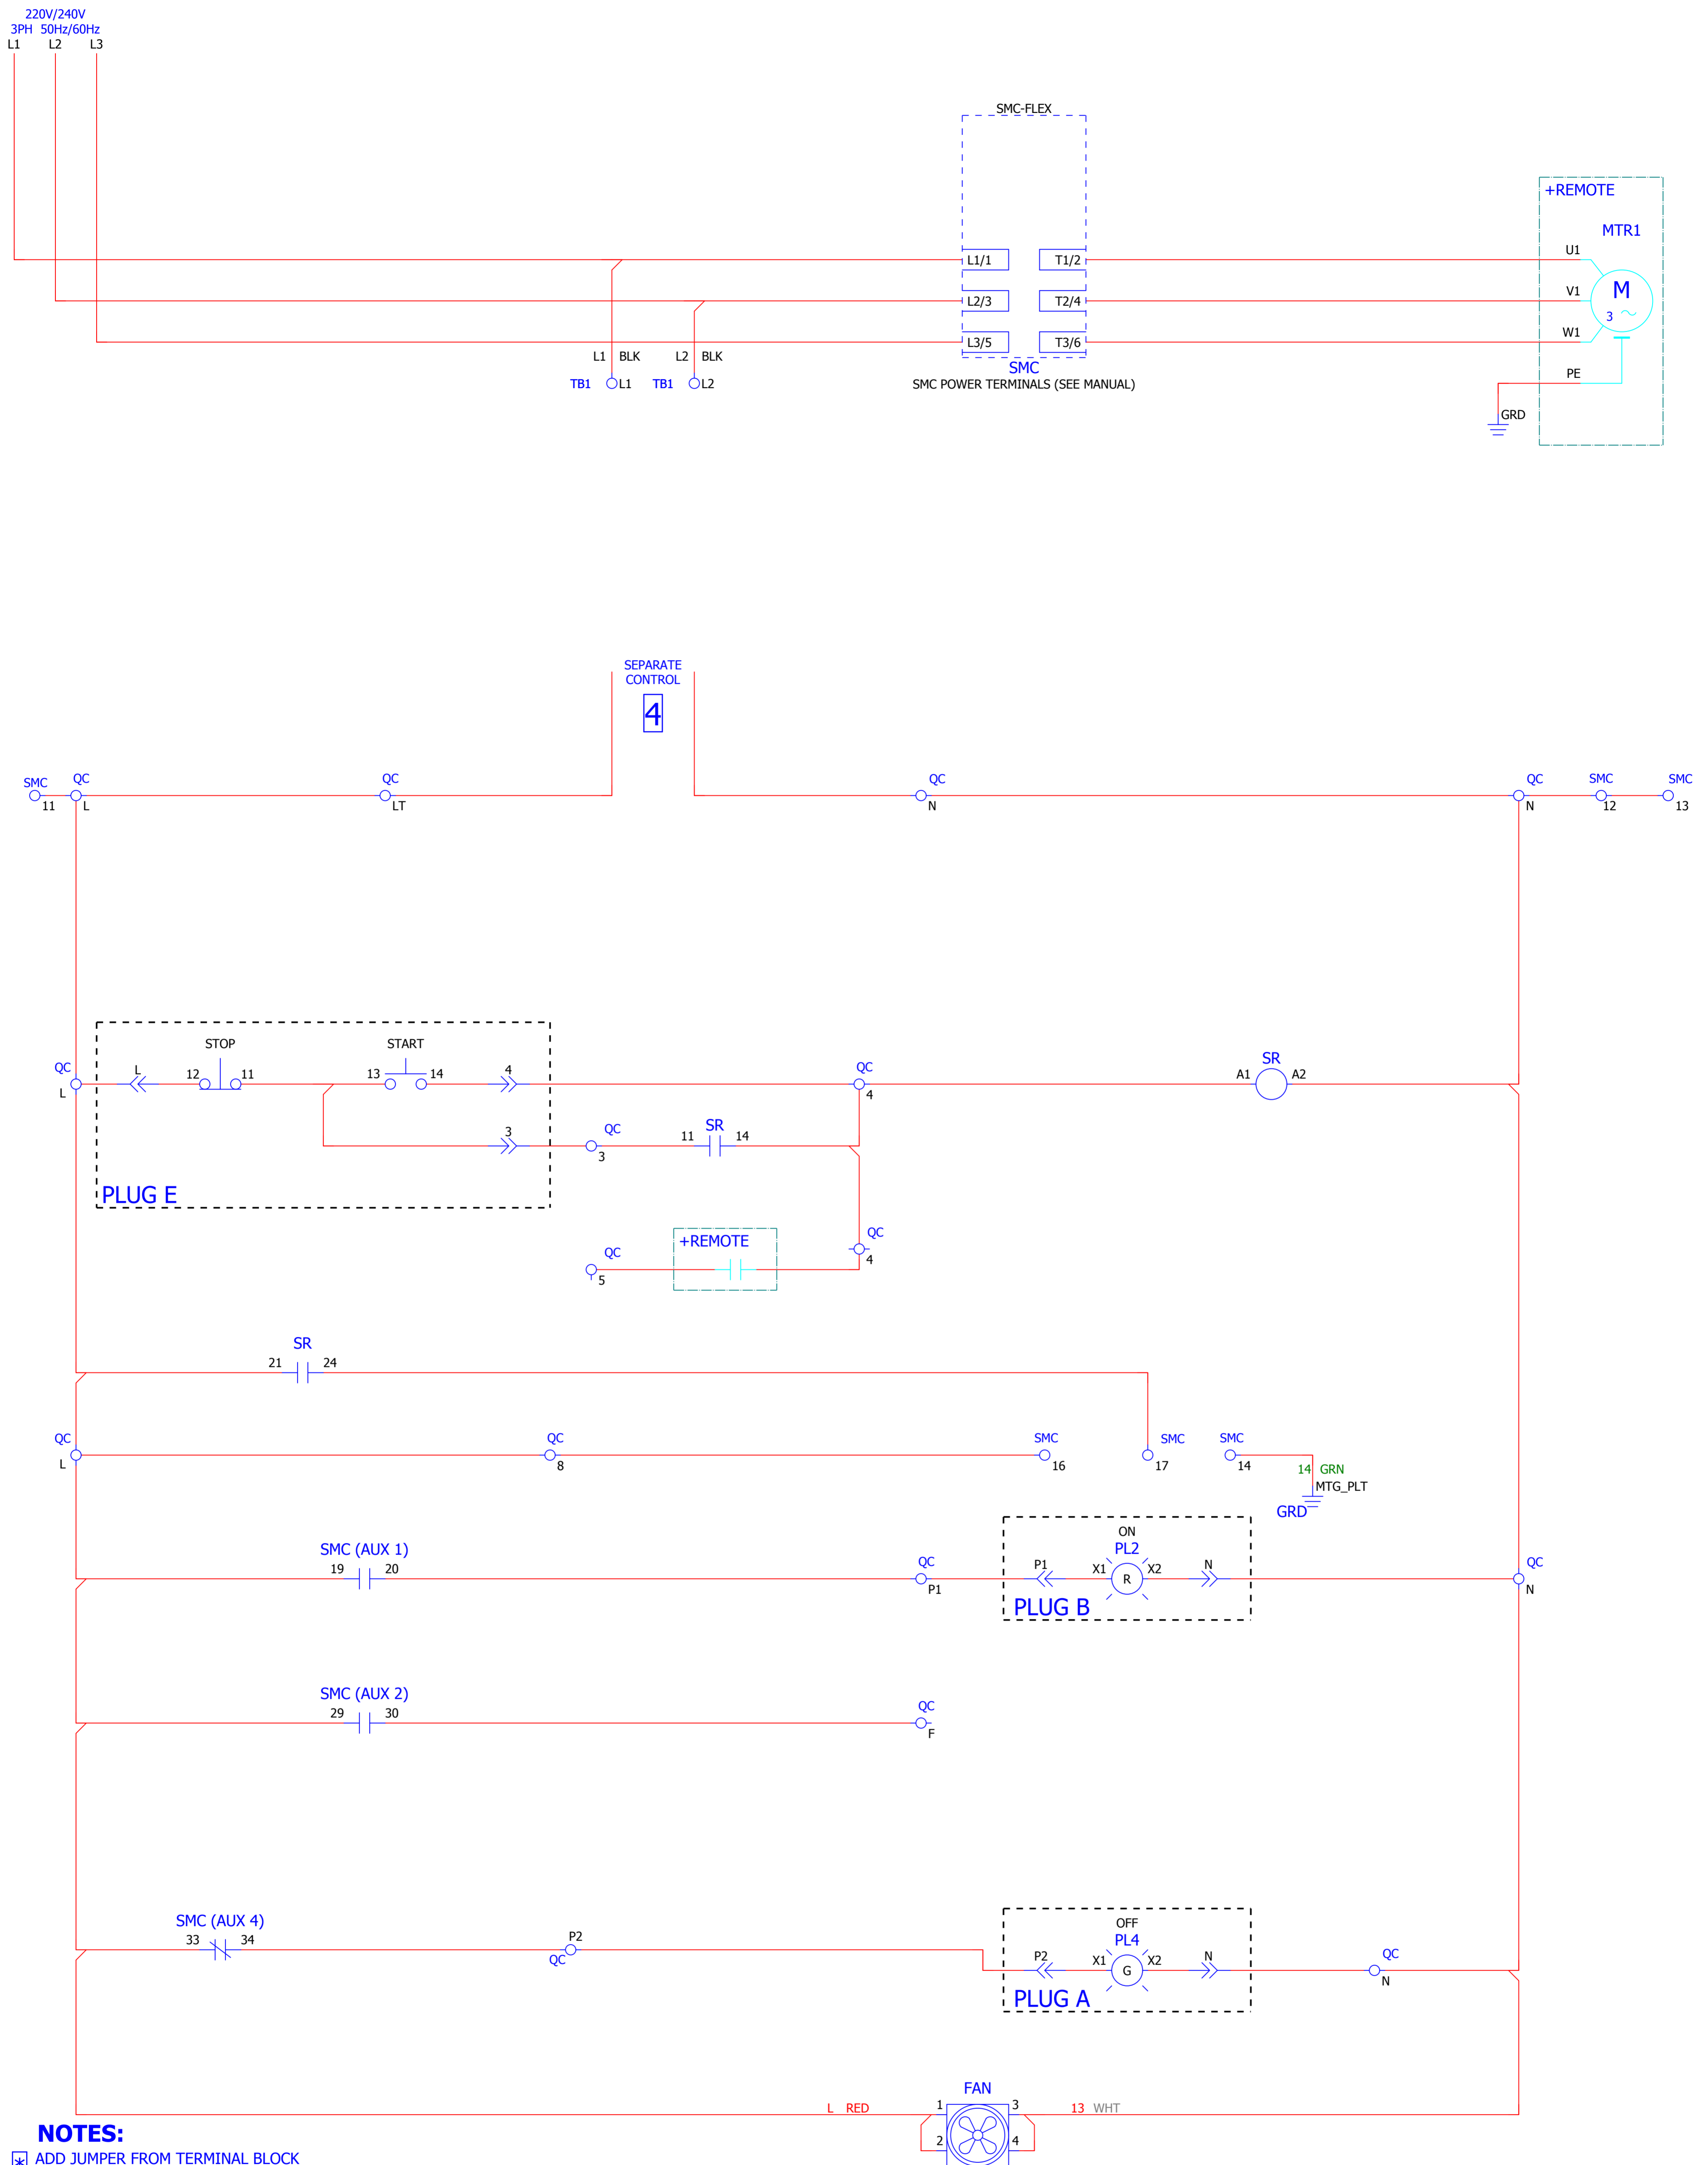 220V/240V
3PH 50Hz/60Hz
L1 L2 L3
SMC-FLEX
+REMOTE
MTR1
L1/1 T1/2 U1
L2/3 T2/4 V1 M
3
L3/5 T3/6 W1
L1 BLK L2 BLK
SMC
TB1 L1 TB1 L2
SMC POWER TERMINALS (SEE MANUAL)
PE
GRD
SEPARATE
CONTROL
4
SMC QC QC QC QC SMC SMC
11 L LT N N 12 13
STOP START
QC L 12 11 13 14 4 QC SR
L 4 A1 A2
3 QC 11 SR 14
3
PLUG E
+REMOTE
QC QC
5 4
SR
21 24
QC QC SMC SMC SMC
L 8 16 17 14
14 GRN
MTG_PLT
GRD
ON
SMC (AUX 1) PL2
19 20 QC P1 X1 R X2 N QC
P1 N
PLUG B
SMC (AUX 2)
29 30 QC
F
SMC (AUX 4) OFF
33 34 P2 PL4
QC P2 X1 G X2 N QC
N
PLUG A
FAN
L RED 1 3 13 WHT
2 4
NOTES:
* ADD JUMPER FROM TERMINAL BLOCK